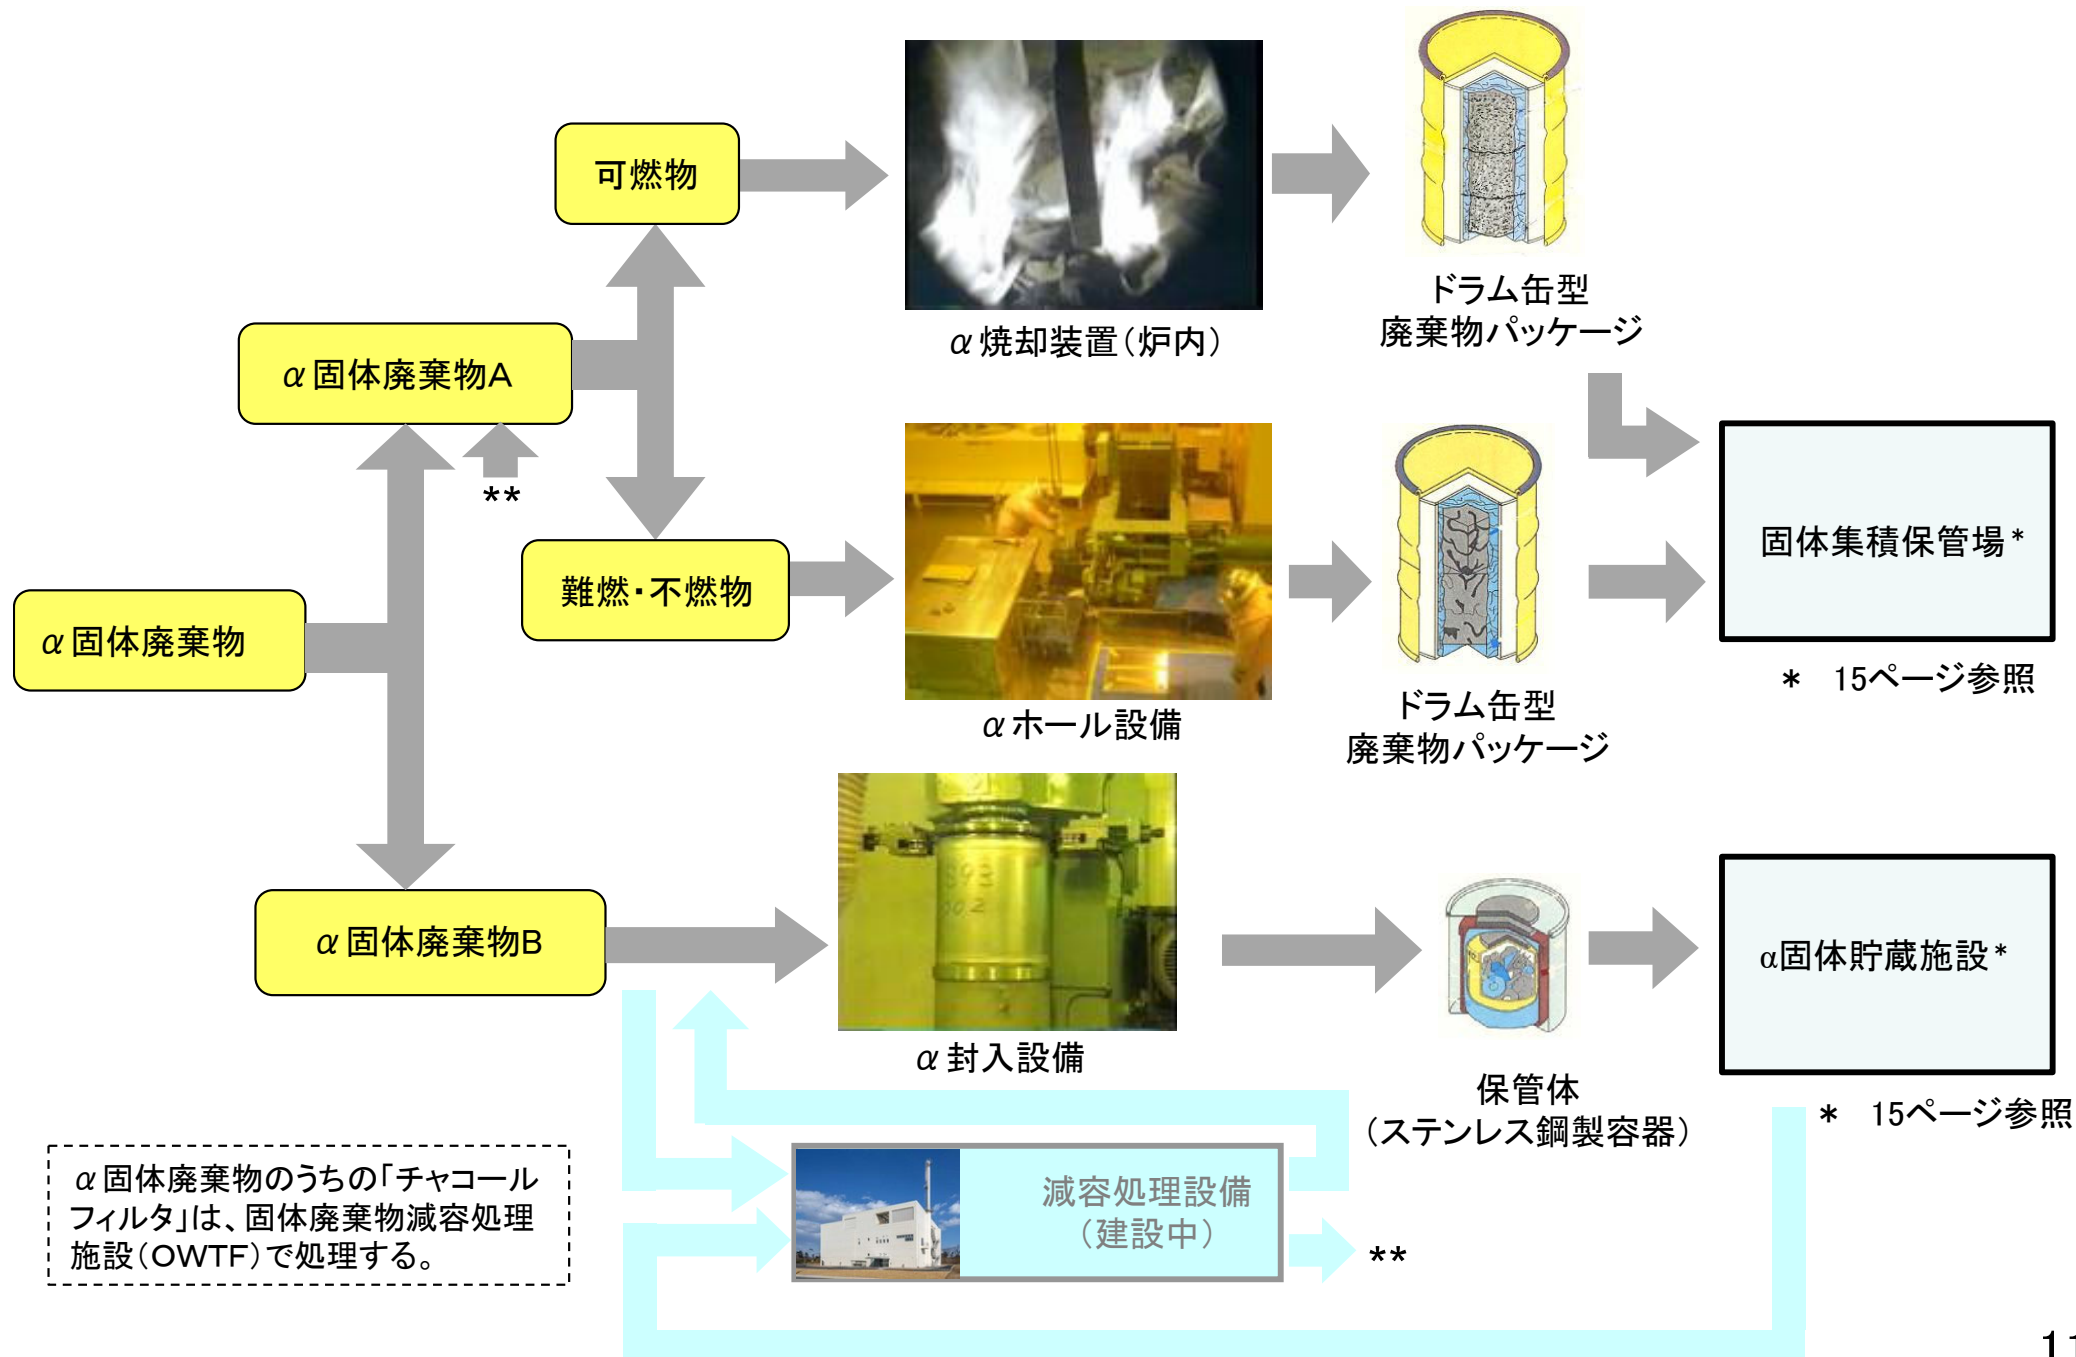 可燃物
α焼却装置（炉内）
ドラム缶型
廃棄物パッケージ
α固体廃棄物A
**
難燃・不燃物
αホール設備
ドラム缶型
廃棄物パッケージ
固体集積保管場*
*　15ページ参照
α固体廃棄物
α固体廃棄物B
α封入設備
保管体
（ステンレス鋼製容器）
α固体貯蔵施設*
*　15ページ参照
減容処理設備
（建設中）
**
α固体廃棄物のうちの「チャコール
フィルタ」は、固体廃棄物減容処理
施設（OWTF）で処理する。
11